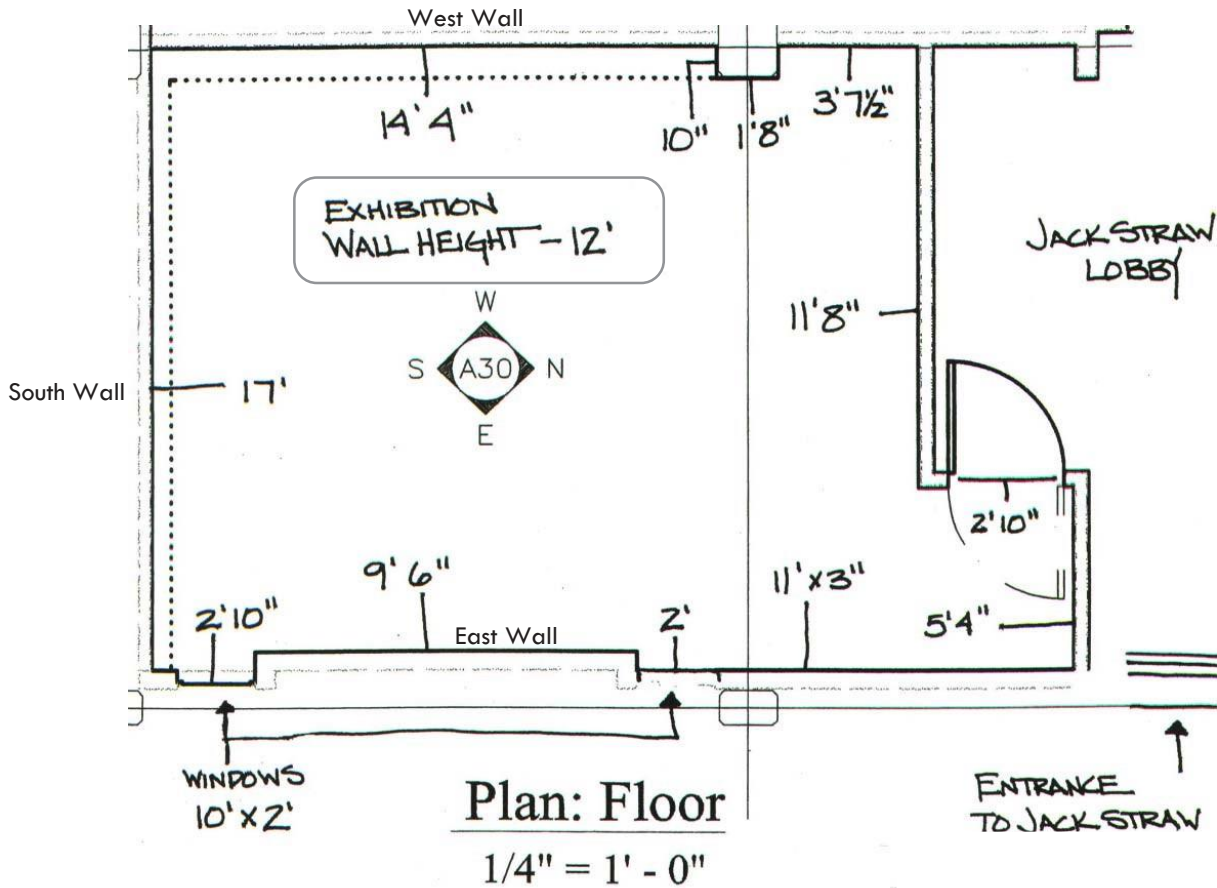 West Wall
14'4"
10"
1'8"
3'7½"
EXHIBITION
WALL HEIGHT - 12'
JACK STRAW
LOBBY
W
S A30 N
E
11'8"
South Wall
17'
2'10"
9'6"
11'x3"
2'10"
East Wall
2'
5'4"
WINDOWS
10'x2'
Plan: Floor
1/4" = 1' - 0"
ENTRANCE
TO JACK STRAW